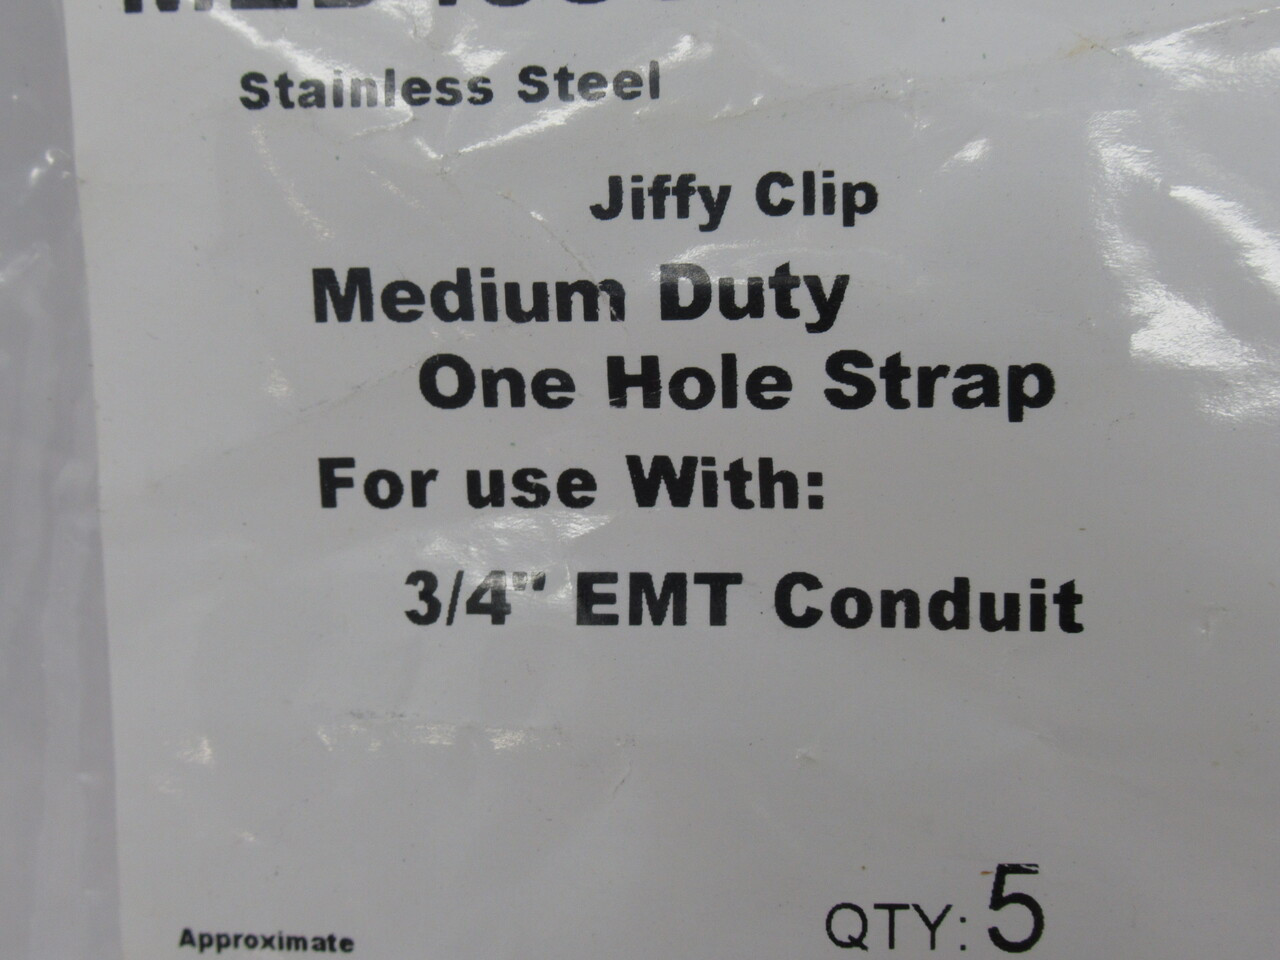 Stainless Steel
Jiffy Clip
Medium Duty
One Hole Strap
For use With:
3/4" EMT Conduit
QTY: 5
Approximate